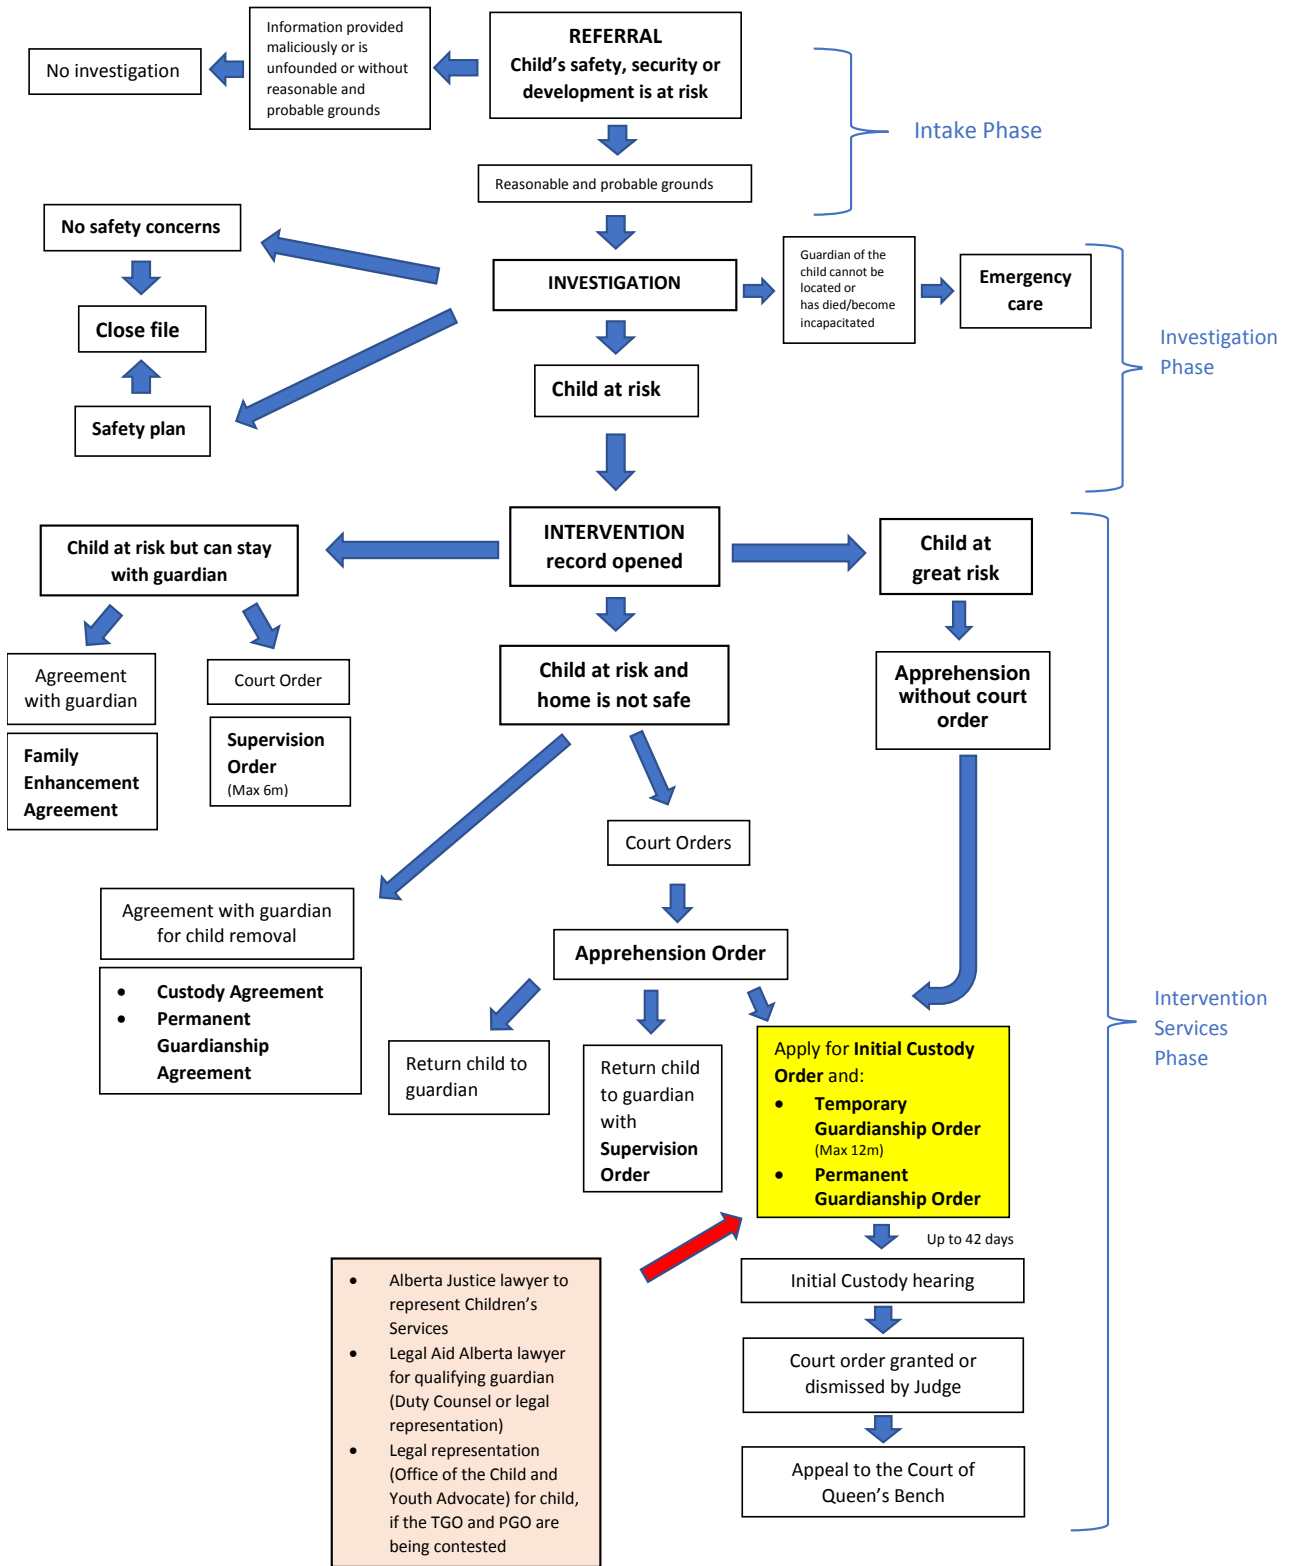 Information provided
maliciously or is
unfounded or without
reasonable and
probable grounds
No investigation
REFERRAL
Child’s safety, security or
development is at risk
Intake Phase
Reasonable and probable grounds
No safety concerns
INVESTIGATION
Guardian of the
child cannot be
located or
has died/become
incapacitated
Emergency
care
Close file
Investigation
Phase
Child at risk
Safety plan
INTERVENTION
record opened
Child at risk but can stay
with guardian
Child at
great risk
Agreement
with guardian
Court Order
Child at risk and
home is not safe
Apprehension
without court
order
Family
Enhancement
Agreement
Supervision
Order
(Max 6m)
Court Orders
Agreement with guardian
for child removal
Apprehension Order
• Custody Agreement
• Permanent
Guardianship
Agreement
Intervention
Services
Phase
Return child to
guardian
Return child
to guardian
with
Supervision
Order
Apply for Initial Custody
Order and:
• Temporary
Guardianship Order
(Max 12m)
• Permanent
Guardianship Order
Up to 42 days
Initial Custody hearing
• Alberta Justice lawyer to
represent Children’s
Services
• Legal Aid Alberta lawyer
for qualifying guardian
(Duty Counsel or legal
representation)
• Legal representation
(Office of the Child and
Youth Advocate) for child,
if the TGO and PGO are
being contested
Court order granted or
dismissed by Judge
Appeal to the Court of
Queen’s Bench